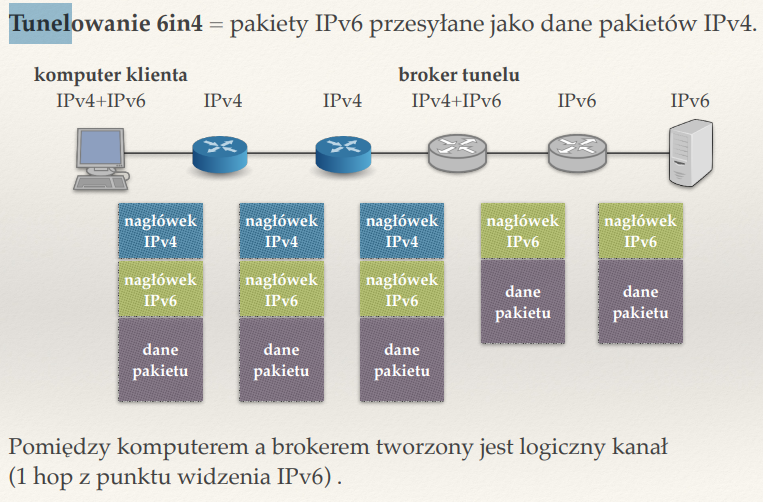 Tunelowanie 6in4 = pakiety IPv6 przesyłane jako dane pakietów IPv4.
komputer klienta broker tunelu
IPv4+IPv6 IPv4 IPv4 IPv4+IPv6 IPv6 IPv6
nagłówek nagłówek nagłówek nagłówek nagłówek
IPv4 IPv4 IPv4 IPv6 IPv6
nagłówek nagłówek nagłówek dane dane
IPv6 IPv6 IPv6 pakietu pakietu
dane dane dane
pakietu pakietu pakietu
Pomiędzy komputerem a brokerem tworzony jest logiczny kanał
(1 hop z punktu widzenia IPv6) .